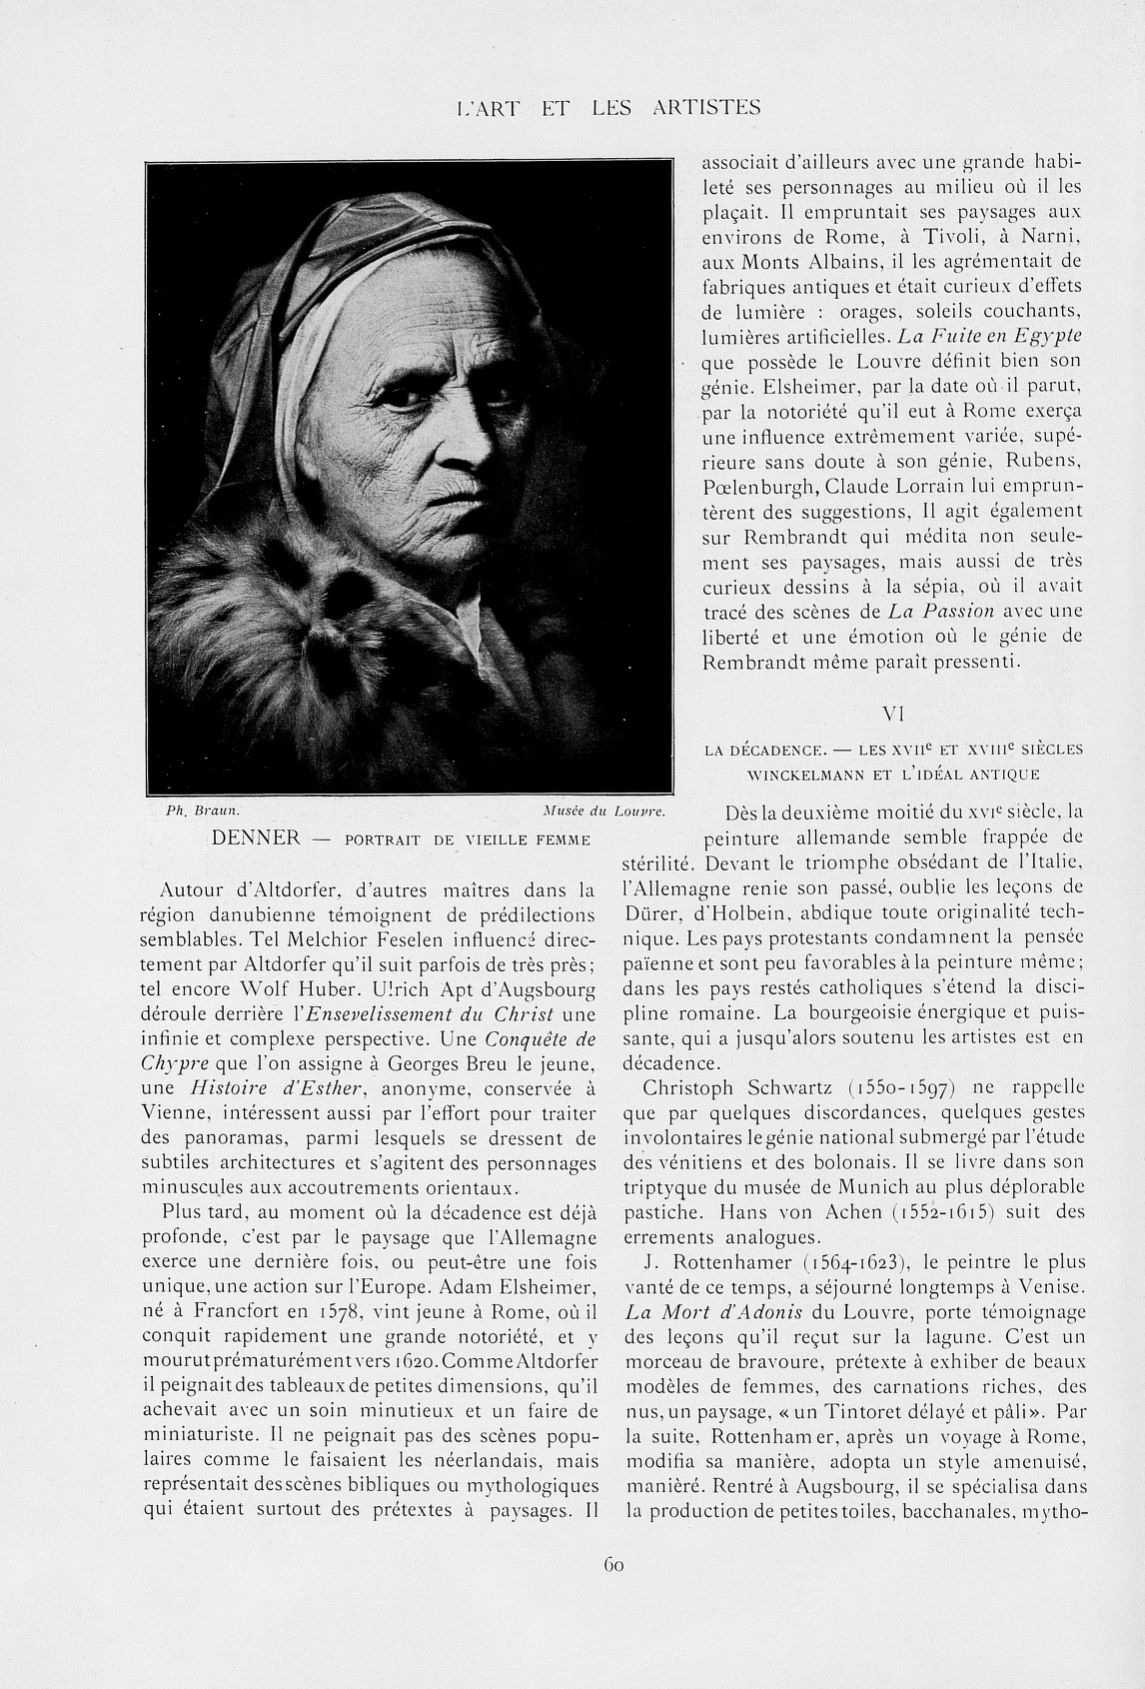 L'ART ET LES ARTISTES
Ph. Braun.
Musée du Louvre.
DENNER — PORTRAIT DE VIEILLE FEMME
Autour d'Altdorfer, d'autres maîtres dans la
région danubienne témoignent de prédilections
semblables. Tel Melchior Feselen influencé direc-
tement par Altdorfer qu'il suit parfois de très près;
tel encore Wolf Huber. Ulrich Apt d'Augsbourg
déroule derrière l'Ensevelissement du Christ une
infinie et complexe perspective. Une Conquête de
Chypre que l'on assigne à Georges Breu le jeune,
une Histoire d'Esther, anonyme, conservée à
Vienne, intéressent aussi par l'effort pour traiter
des panoramas, parmi lesquels se dressent de
subtiles architectures et s'agitent des personnages
minuscules aux accoutrements orientaux.
Plus tard, au moment où la décadence est déjà
profonde, c'est par le paysage que l'Allemagne
exerce une dernière fois, ou peut-être une fois
unique, une action sur l'Europe. Adam Elsheimer,
né à Francfort en 1578, vint jeune à Rome, où il
conquit rapidement une grande notoriété, et y
mourut prématurément vers 1620. Comme Altdorfer
il peignait des tableaux de petites dimensions, qu'il
achevait avec un soin minutieux et un faire de
miniaturiste. Il ne peignait pas des scènes popu-
laires comme le faisaient les néerlandais, mais
représentait des scènes bibliques ou mythologiques
qui étaient surtout des prétextes à paysages. Il
associait d'ailleurs avec une grande habi-
leté ses personnages au milieu où il les
plaçait. Il empruntait ses paysages aux
environs de Rome, à Tivoli, à Narni,
aux Monts Albains, il les agrémentait de
fabriques antiques et était curieux d'effets
de lumière : orages, soleils couchants,
lumières artificielles. La Fuite en Egypte
que possède le Louvre définit bien son
génie. Elsheimer, par la date où il parut,
par la notoriété qu'il eut à Rome exerça
une influence extrêmement variée, supé-
rieure sans doute à son génie, Rubens,
Pœlenburgh, Claude Lorrain lui emprun-
tèrent des suggestions, Il agit également
sur Rembrandt qui médita non seule-
ment ses paysages, mais aussi de très
curieux dessins à la sépia, où il avait
tracé des scènes de La Passion avec une
liberté et une émotion où le génie de
Rembrandt même paraît pressenti.
VI
LA DÉCADENCE. — LES XVIIe ET XVIIIe SIÈCLES
WINCKELMANN ET L'IDÉAL ANTIQUE
Dès la deuxième moitié du XVIe siècle, la
peinture allemande semble frappée de
stérilité. Devant le triomphe obsédant de l'Italie,
l'Allemagne renie son passé, oublie les leçons de
Dürer, d'Holbein, abdique toute originalité tech-
nique. Les pays protestants condamnent la pensée
païenne et sont peu favorables à la peinture même;
dans les pays restés catholiques s'étend la disci-
pline romaine. La bourgeoisie énergique et puis-
sante, qui a jusqu'alors soutenu les artistes est en
décadence.
Christoph Schwartz (1550-1597) ne rappelle
que par quelques discordances, quelques gestes
involontaires le génie national submergé par l'étude
des vénitiens et des bolonais. Il se livre dans son
triptyque du musée de Munich au plus déplorable
pastiche. Hans von Achen (1552-1615) suit des
errements analogues.
J. Rottenhamer (1564-1623), le peintre le plus
vanté de ce temps, a séjourné longtemps à Venise.
La Mort d'Adonis du Louvre, porte témoignage
des leçons qu'il reçut sur la lagune. C'est un
morceau de bravoure, prétexte à exhiber de beaux
modèles de femmes, des carnations riches, des
nus, un paysage, « un Tintoret délayé et pâli». Par
la suite, Rottenhamer, après un voyage à Rome,
modifia sa manière, adopta un style amenuisé,
maniéré. Rentré à Augsbourg, il se spécialisa dans
la production de petites toiles, bacchanales, mytho-
60